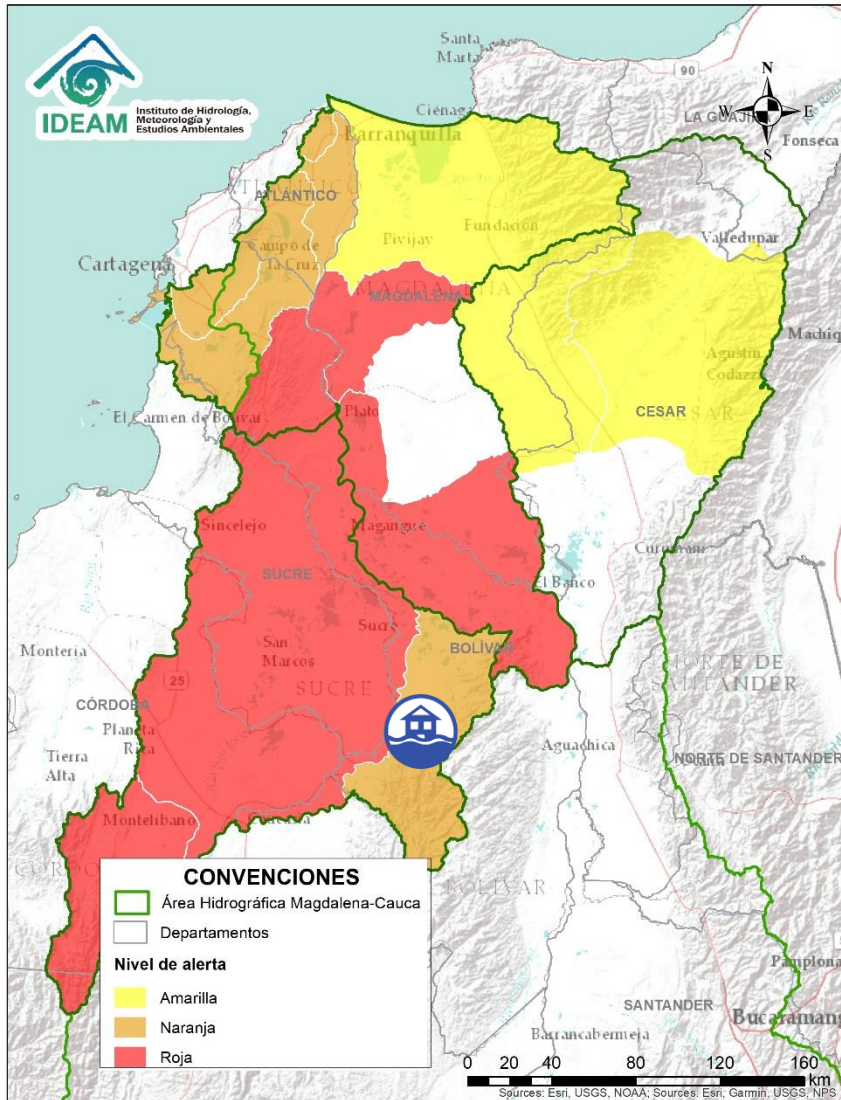 IDEAM
Instituto de Hidrología,
Meteorología y
Estudios Ambientales
Santa
Marta
90
N
W
E
S
LA GUAJIRA
Fonseca
Ciénaga
Barranquilla
ATLÁNTICO
Fundación
Pivijay
Valledupar
Campo de
la Cruz
Cartagena
MAGDALENA
MAGDALENA
Machiq
Agustín
Codazzi
CESAR
CESAR
El Carmen de Bolívar
Plato
Sincelejo
Magangué
Curumaní
SUCRE
El Banco
Sucre
Montería
San
Marcos
BOLÍVAR
25
SUCRE
NORTE DE
SANTANDER
CÓRDOBA
Planeta
Rica
Aguachica
Tierra
Alta
NORTE DE SANTANDER
Montelíbano
BOLÍVAR
CONVENCIONES
Área Hidrográfica Magdalena-Cauca
Departamentos
Nivel de alerta
Amarilla
Naranja
Roja
Pamplona
SANTANDER
Bucaramang
Barrancabermeja
0 20 40 80 120 160
km
Sources: Esri, USGS, NOAA; Sources: Esri, Garmin, USGS, NPS